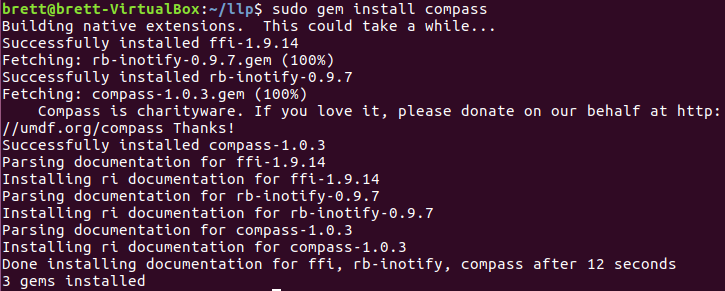 brett@brett-VirtualBox:~/llp$ sudo gem install compass
Building native extensions.  This could take a while...
Successfully installed ffi-1.9.14
Fetching: rb-inotify-0.9.7.gem (100%)
Successfully installed rb-inotify-0.9.7
Fetching: compass-1.0.3.gem (100%)
    Compass is charityware. If you love it, please donate on our behalf at http:
//umdf.org/compass Thanks!
Successfully installed compass-1.0.3
Parsing documentation for ffi-1.9.14
Installing ri documentation for ffi-1.9.14
Parsing documentation for rb-inotify-0.9.7
Installing ri documentation for rb-inotify-0.9.7
Parsing documentation for compass-1.0.3
Installing ri documentation for compass-1.0.3
Done installing documentation for ffi, rb-inotify, compass after 12 seconds
3 gems installed